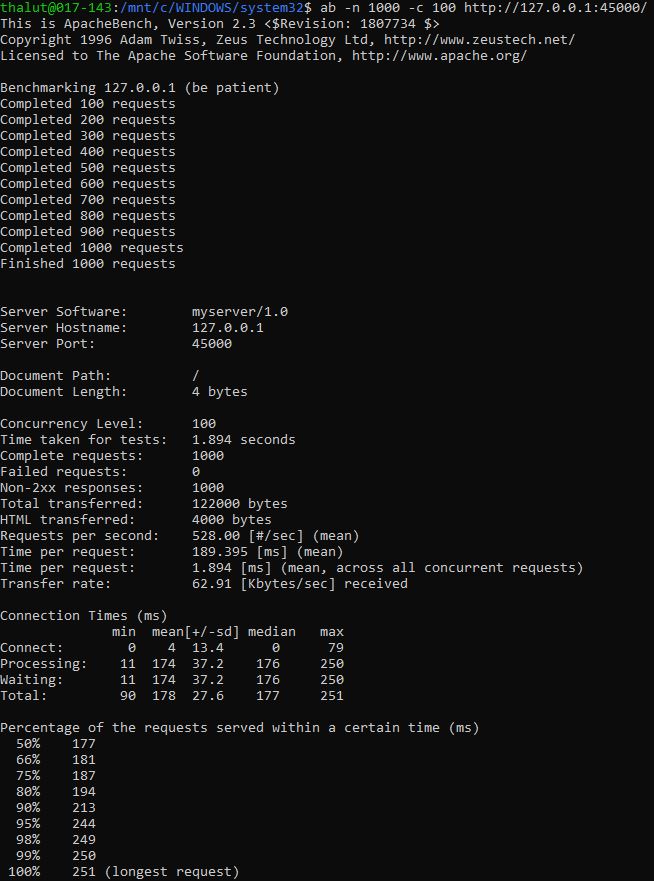 thalut@017-143:/mnt/c/WINDOWS/system32$ ab -n 1000 -c 100 http://127.0.0.1:45000/
This is ApacheBench, Version 2.3 <$Revision: 1807734 $>
Copyright 1996 Adam Twiss, Zeus Technology Ltd, http://www.zeustech.net/
Licensed to The Apache Software Foundation, http://www.apache.org/

Benchmarking 127.0.0.1 (be patient)
Completed 100 requests
Completed 200 requests
Completed 300 requests
Completed 400 requests
Completed 500 requests
Completed 600 requests
Completed 700 requests
Completed 800 requests
Completed 900 requests
Completed 1000 requests
Finished 1000 requests


Server Software:        myserver/1.0
Server Hostname:        127.0.0.1
Server Port:            45000

Document Path:          /
Document Length:        4 bytes

Concurrency Level:      100
Time taken for tests:   1.894 seconds
Complete requests:      1000
Failed requests:        0
Non-2xx responses:      1000
Total transferred:      122000 bytes
HTML transferred:       4000 bytes
Requests per second:    528.00 [#/sec] (mean)
Time per request:       189.395 [ms] (mean)
Time per request:       1.894 [ms] (mean, across all concurrent requests)
Transfer rate:          62.91 [Kbytes/sec] received

Connection Times (ms)
              min  mean[+/-sd] median   max
Connect:        0    4  13.4      0      79
Processing:    11  174  37.2    176     250
Waiting:       11  174  37.2    176     250
Total:         90  178  27.6    177     251

Percentage of the requests served within a certain time (ms)
  50%    177
  66%    181
  75%    187
  80%    194
  90%    213
  95%    244
  98%    249
  99%    250
 100%    251 (longest request)